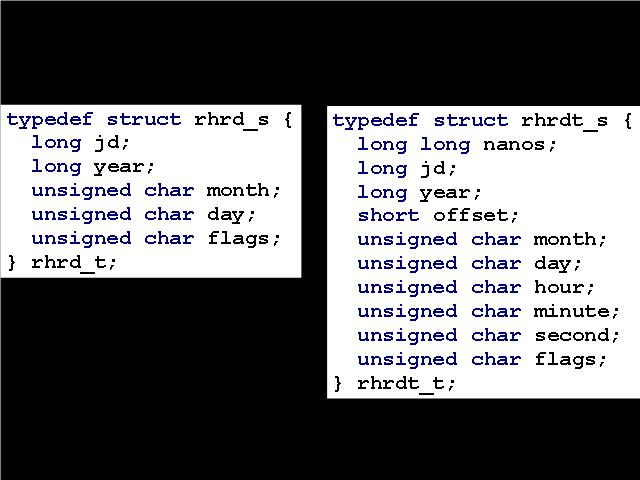 typedef struct rhrd_s {
  long jd;
  long year;
  unsigned char month;
  unsigned char day;
  unsigned char flags;
} rhrd_t;
typedef struct rhrdt_s {
  long long nanos;
  long jd;
  long year;
  short offset;
  unsigned char month;
  unsigned char day;
  unsigned char hour;
  unsigned char minute;
  unsigned char second;
  unsigned char flags;
} rhrdt_t;